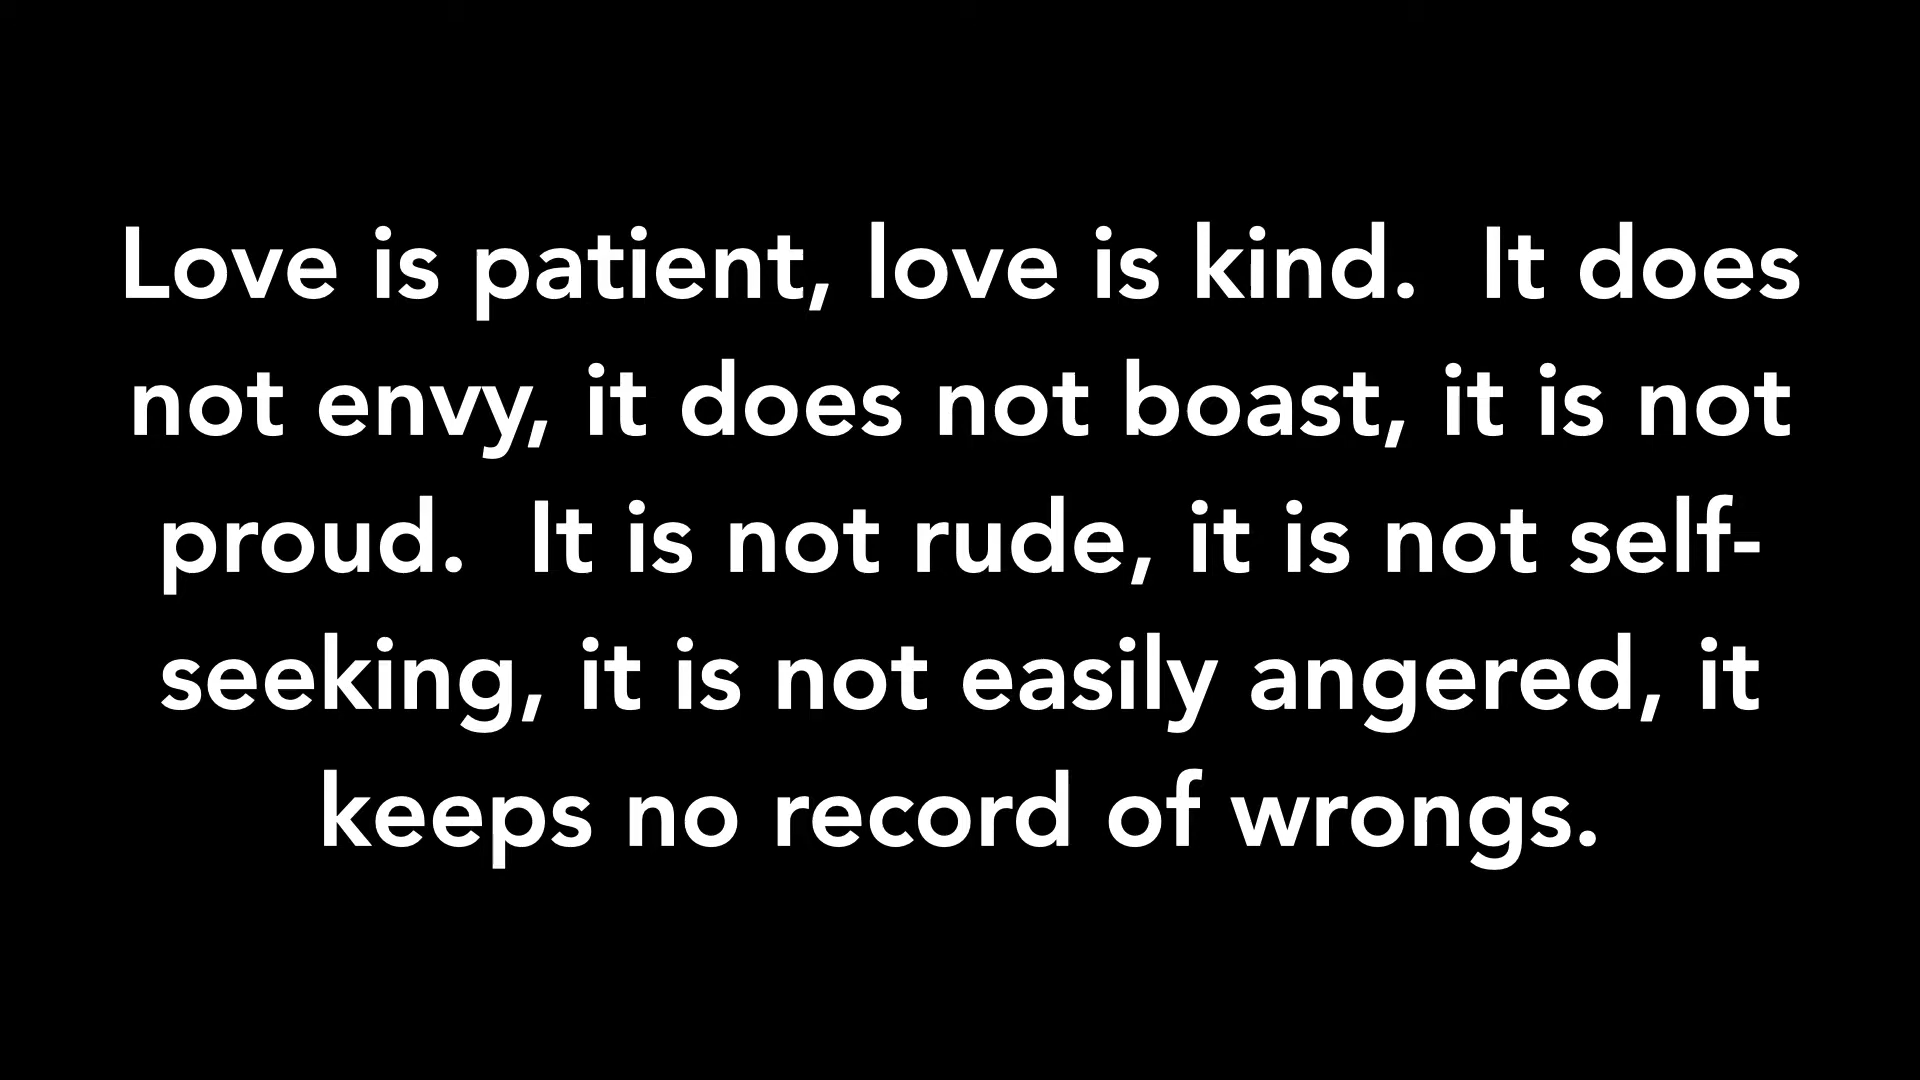 Love is patient, love is kind.  It does
not envy, it does not boast, it is not
proud.  It is not rude, it is not self-
seeking, it is not easily angered, it
keeps no record of wrongs.